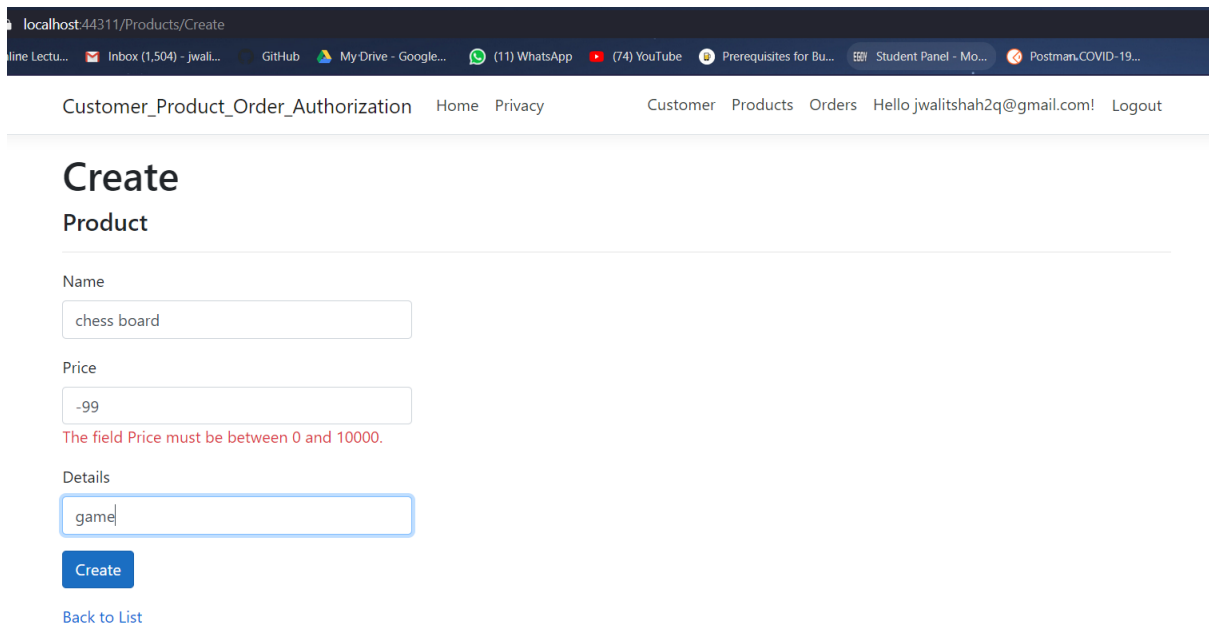 localhost:44311/Products/Create
nline Lectu... Inbox (1,504) - jwali... GitHub My Drive - Google... (11) WhatsApp (74) YouTube Prerequisites for Bu... Student Panel - Mo... Postman.COVID-19...
Customer_Product_Order_Authorization Home Privacy Customer Products Orders Hello jwalitshah2q@gmail.com! Logout
Create
Product
Name
chess board
Price
-99
The field Price must be between 0 and 10000.
Details
game
Create
Back to List